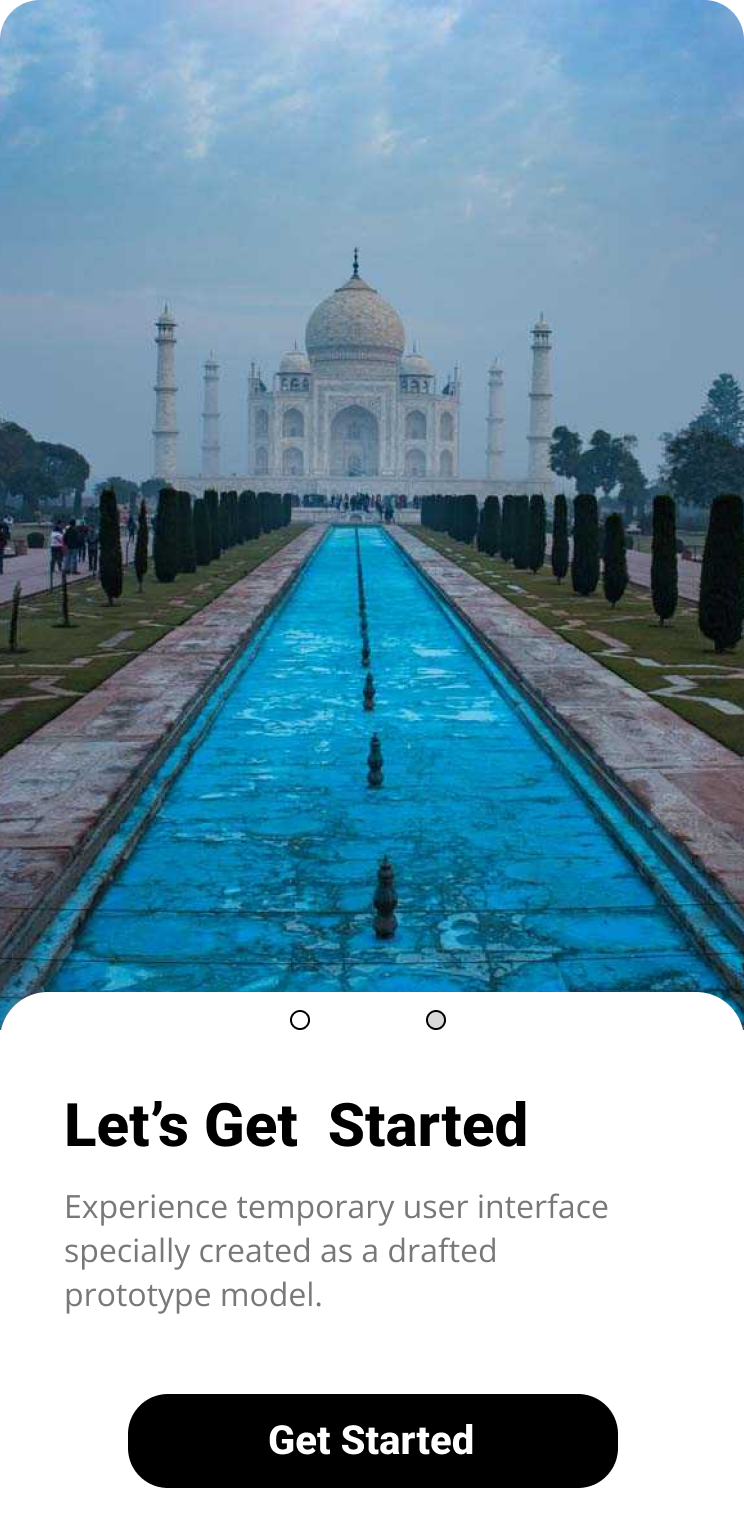 Let’s Get  Started
Experience temporary user interface
specially created as a drafted
prototype model.
Get Started